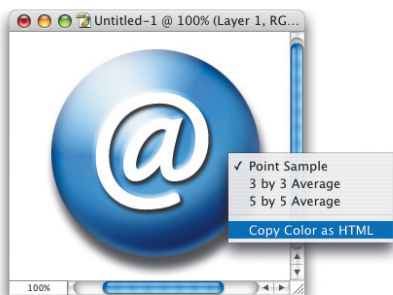 Untitled-1 @ 100% (Layer 1, RG...
@
✓ Point Sample
3 by 3 Average
5 by 5 Average
Copy Color as HTML
100%